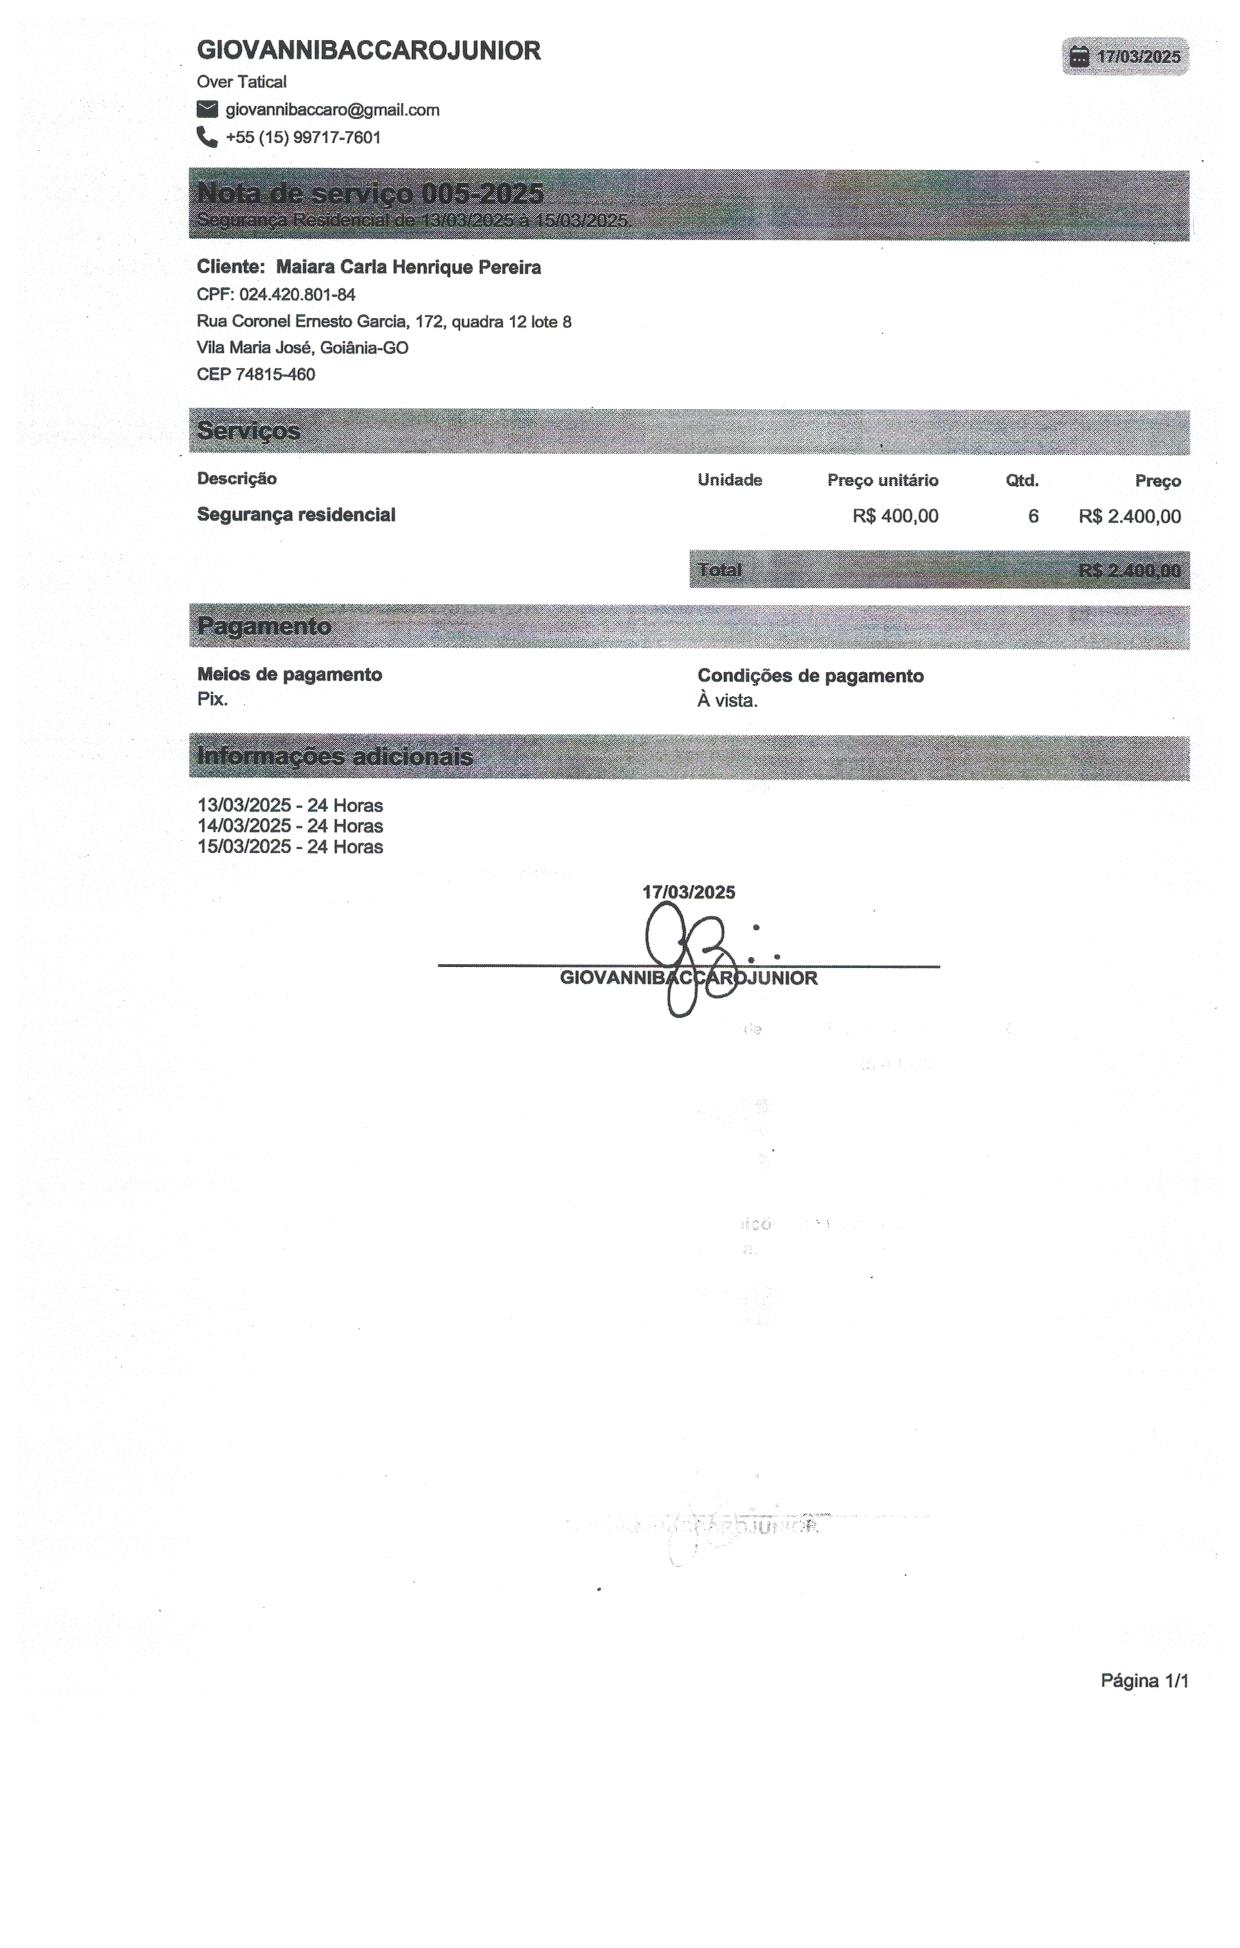 GIOVANNIBACCAROJUNIOR
17/03/2025
Over Tatical
giovannibaccaro@gmail.com
+55 (15) 99717-7601
Nota de serviço 005-2025
Segurança Residencial de 13/03/2025 à 15/03/2025.
Cliente: Maiara Carla Henrique Pereira
CPF: 024.420.801-84
Rua Coronel Ernesto Garcia, 172, quadra 12 lote 8
Vila Maria José, Goiânia-GO
CEP 74815-460
Serviços
Descrição Unidade Preço unitário Qtd. Preço
Segurança residencial R$ 400,00 6 R$ 2.400,00
Total R$ 2.400,00
Pagamento
Meios de pagamento Condições de pagamento
Pix. À vista.
Informações adicionais
13/03/2025 - 24 Horas
14/03/2025 - 24 Horas
15/03/2025 - 24 Horas
17/03/2025
GIOVANNIBACCAROJUNIOR
Página 1/1